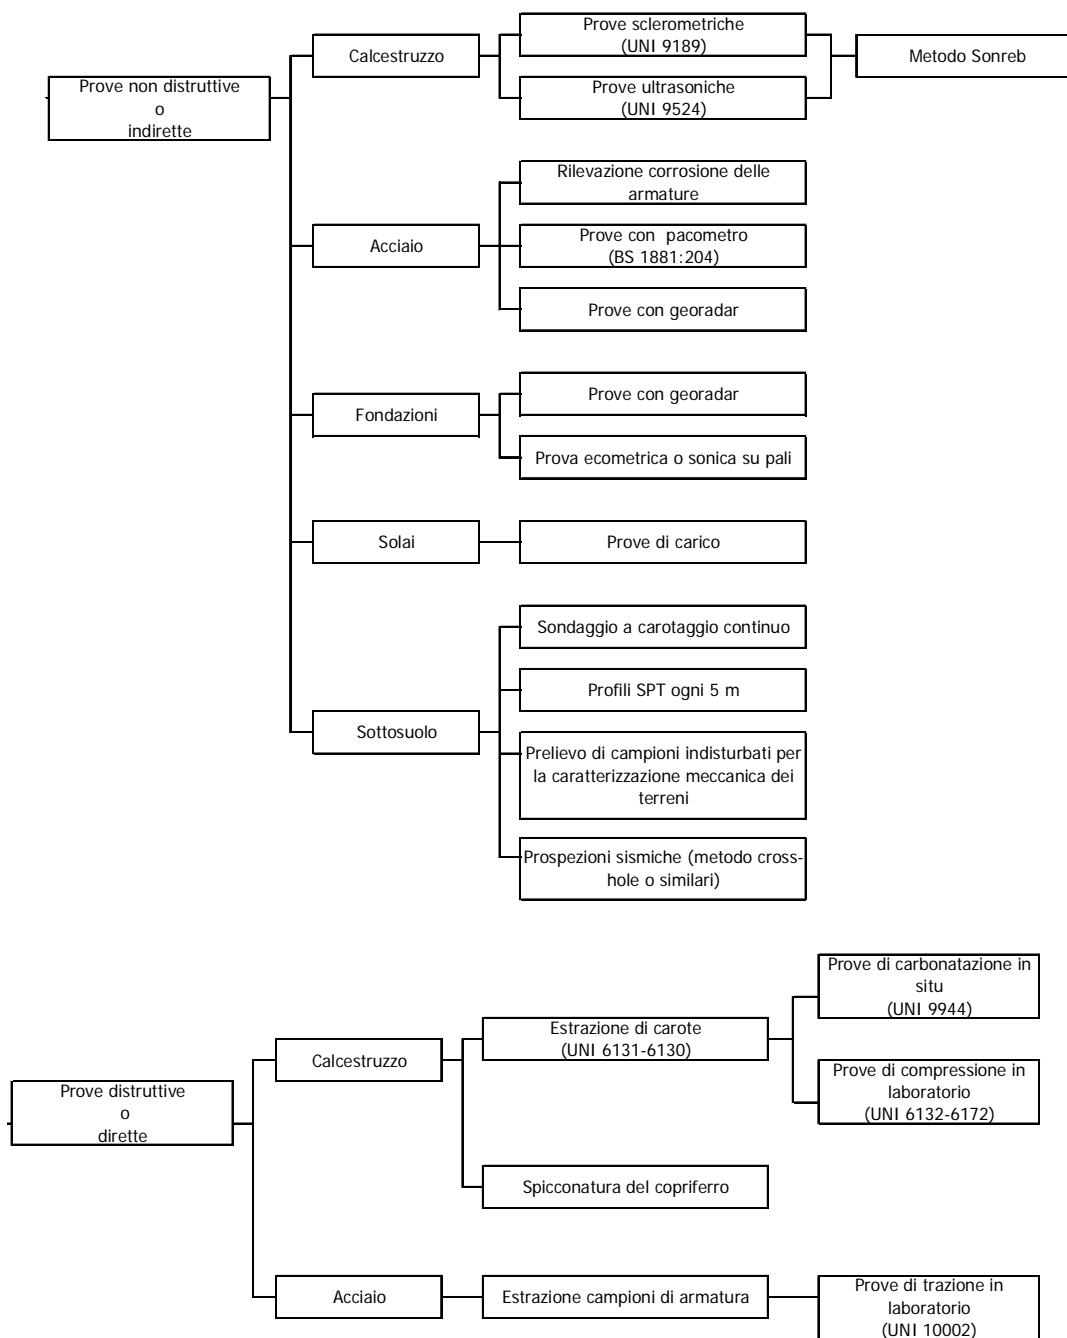 Prove non distruttive
o
indirette
Calcestruzzo
Prove sclerometriche
(UNI 9189)
Prove ultrasoniche
(UNI 9524)
Metodo Sonreb
Acciaio
Rilevazione corrosione delle
armature
Prove con pacometro
(BS 1881:204)
Prove con georadar
Fondazioni
Prove con georadar
Prova ecometrica o sonica su pali
Solai
Prove di carico
Sottosuolo
Sondaggio a carotaggio continuo
Profili SPT ogni 5 m
Prelievo di campioni indisturbati per
la caratterizzazione meccanica dei
terreni
Prospezioni sismiche (metodo cross-
hole o similari)
Prove distruttive
o
dirette
Calcestruzzo
Estrazione di carote
(UNI 6131-6130)
Prove di carbonatazione in
situ
(UNI 9944)
Prove di compressione in
laboratorio
(UNI 6132-6172)
Spicconatura del copriferro
Acciaio
Estrazione campioni di armatura
Prove di trazione in
laboratorio
(UNI 10002)